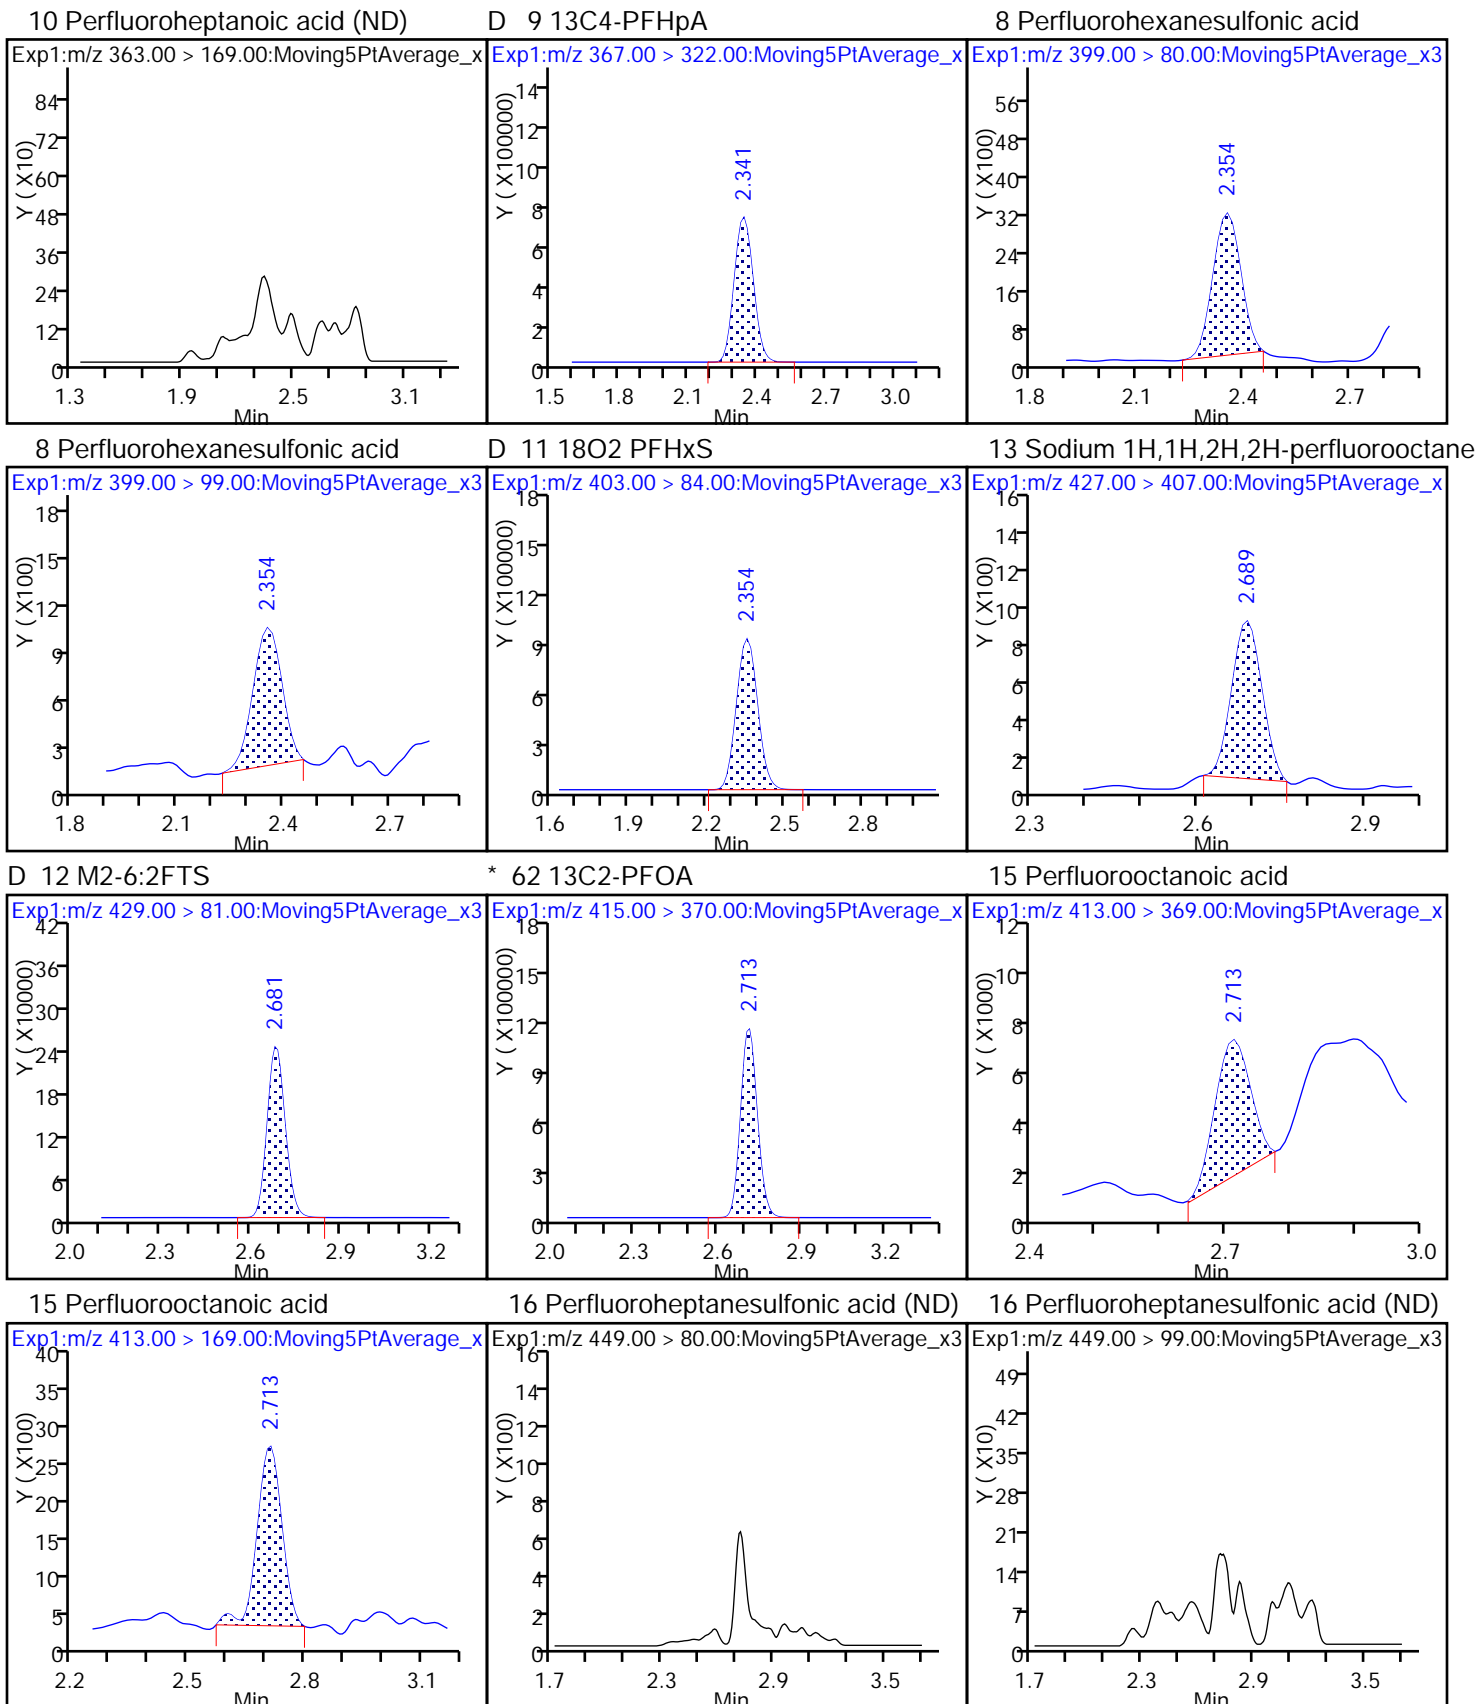 10 Perfluoroheptanoic acid (ND)
Exp1:m/z 363.00 > 169.00:Moving5PtAverage_x
Y ( X10)
84
72
60
48
36
24
12
0
1.3 1.9 2.5 3.1
Min
D 9 13C4-PFHpA
Exp1:m/z 367.00 > 322.00:Moving5PtAverage_x
Y ( X100000)
14
12
10
8
6
4
2
0
2.341
1.5 1.8 2.1 2.4 2.7 3.0
Min
8 Perfluorohexanesulfonic acid
Exp1:m/z 399.00 > 80.00:Moving5PtAverage_x3
Y ( X100)
56
48
40
32
24
16
8
0
2.354
1.8 2.1 2.4 2.7
Min
8 Perfluorohexanesulfonic acid
Exp1:m/z 399.00 > 99.00:Moving5PtAverage_x3
Y ( X100)
18
15
12
9
6
3
0
2.354
1.8 2.1 2.4 2.7
Min
D 11 18O2 PFHxS
Exp1:m/z 403.00 > 84.00:Moving5PtAverage_x3
Y ( X100000)
18
15
12
9
6
3
0
2.354
1.6 1.9 2.2 2.5 2.8
Min
13 Sodium 1H,1H,2H,2H-perfluorooctane
Exp1:m/z 427.00 > 407.00:Moving5PtAverage_x
Y ( X100)
16
14
12
10
8
6
4
2
0
2.689
2.3 2.6 2.9
Min
D 12 M2-6:2FTS
Exp1:m/z 429.00 > 81.00:Moving5PtAverage_x3
Y ( X10000)
42
36
30
24
18
12
6
0
2.681
2.0 2.3 2.6 2.9 3.2
Min
* 62 13C2-PFOA
Exp1:m/z 415.00 > 370.00:Moving5PtAverage_x
Y ( X100000)
18
15
12
9
6
3
0
2.713
2.0 2.3 2.6 2.9 3.2
Min
15 Perfluorooctanoic acid
Exp1:m/z 413.00 > 369.00:Moving5PtAverage_x
Y ( X1000)
12
10
8
6
4
2
0
2.713
2.4 2.7 3.0
Min
15 Perfluorooctanoic acid
Exp1:m/z 413.00 > 169.00:Moving5PtAverage_x
Y ( X100)
40
35
30
25
20
15
10
5
0
2.713
2.2 2.5 2.8 3.1
Min
16 Perfluoroheptanesulfonic acid (ND)
Exp1:m/z 449.00 > 80.00:Moving5PtAverage_x3
Y ( X100)
16
14
12
10
8
6
4
2
0
1.7 2.3 2.9 3.5
Min
16 Perfluoroheptanesulfonic acid (ND)
Exp1:m/z 449.00 > 99.00:Moving5PtAverage_x3
Y ( X10)
49
42
35
28
21
14
7
0
1.7 2.3 2.9 3.5
Min